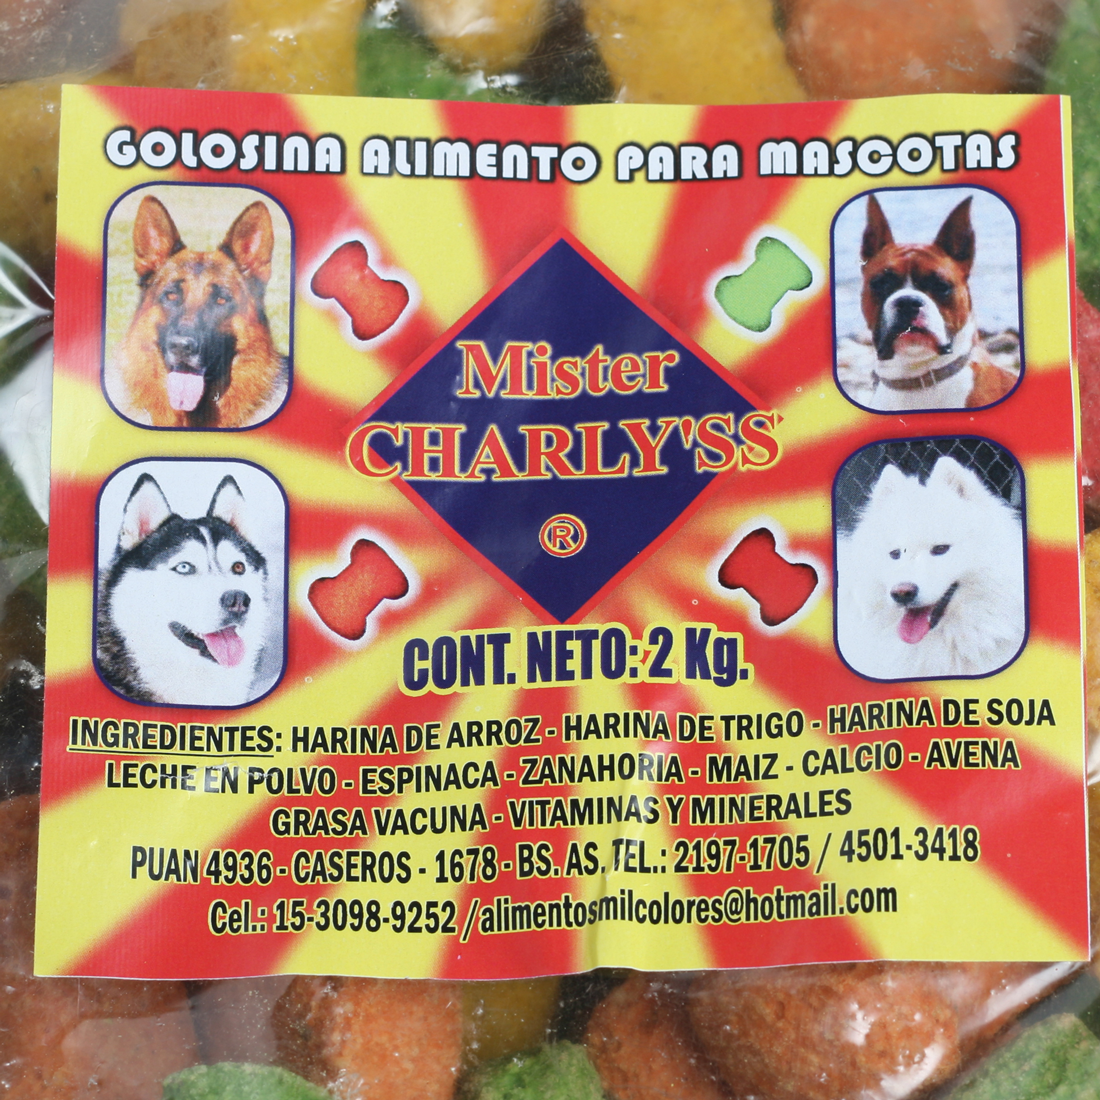 GOLOSINA ALIMENTO PARA MASCOTAS
Mister
CHARLY'SS
®
CONT. NETO: 2 Kg.
INGREDIENTES: HARINA DE ARROZ - HARINA DE TRIGO - HARINA DE SOJA
LECHE EN POLVO - ESPINACA - ZANAHORIA - MAIZ - CALCIO - AVENA
GRASA VACUNA - VITAMINAS Y MINERALES
PUAN 4936 - CASEROS - 1678 - BS. AS. TEL.: 2197-1705 / 4501-3418
Cel.: 15-3098-9252 /alimentosmilcolores@hotmail.com